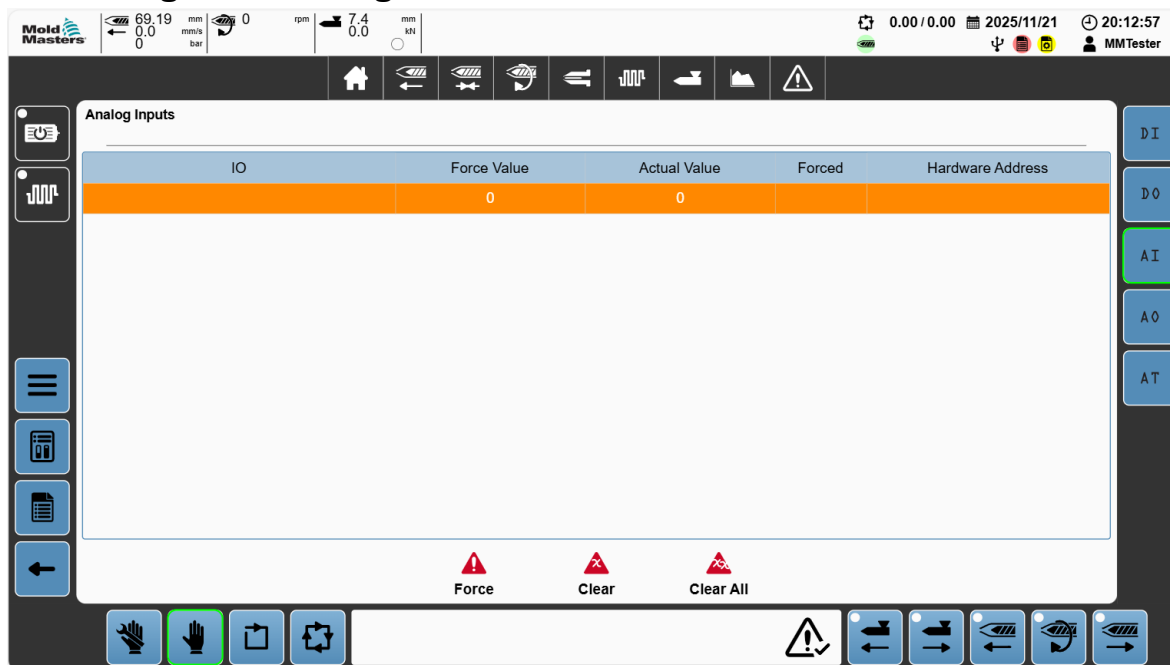 Mold
Masters
69.19 mm
0.0 mm/s
0 bar
0 rpm
7.4 mm
0.0 kN
0.00 / 0.00 2025/11/21 20:12:57
MMTester
Analog Inputs
IO Force Value Actual Value Forced Hardware Address
0 0
DI
DO
AI
AO
AT
Force Clear Clear All